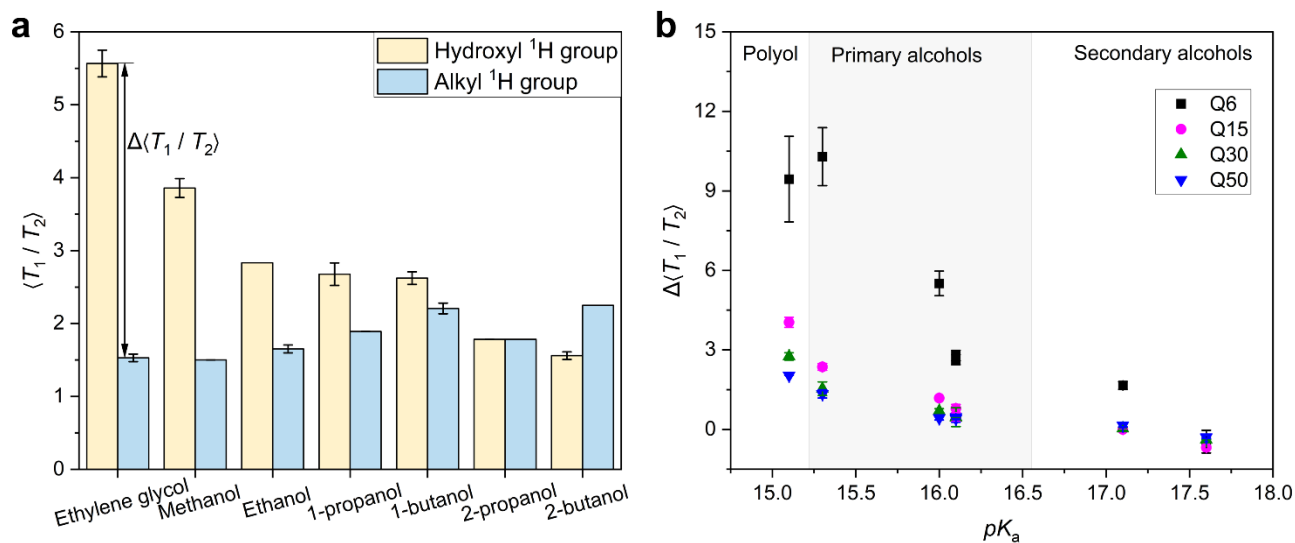 a
6
5
4
3
2
1
0
⟨T₁ / T₂⟩
Hydroxyl ¹H group
Alkyl ¹H group
Δ⟨T₁ / T₂⟩
Ethylene glycol
Methanol
Ethanol
1-propanol
1-butanol
2-propanol
2-butanol
b
15
12
9
6
3
0
Δ⟨T₁ / T₂⟩
Polyol
Primary alcohols
Secondary alcohols
Q6
Q15
Q30
Q50
15.0 15.5 16.0 16.5 17.0 17.5 18.0
pKₐ